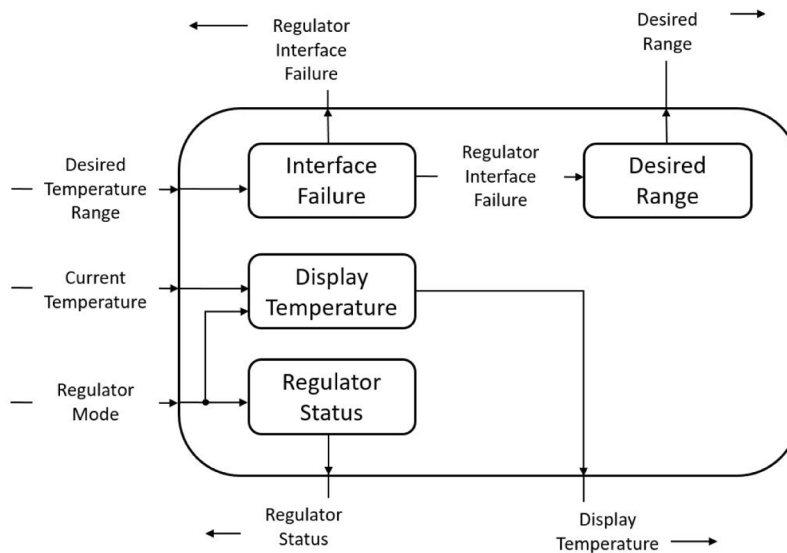 Regulator
Interface
Failure
Desired
Range
Desired
Temperature
Range
Interface
Failure
Regulator
Interface
Failure
Desired
Range
Current
Temperature
Display
Temperature
Regulator
Mode
Regulator
Status
Regulator
Status
Display
Temperature